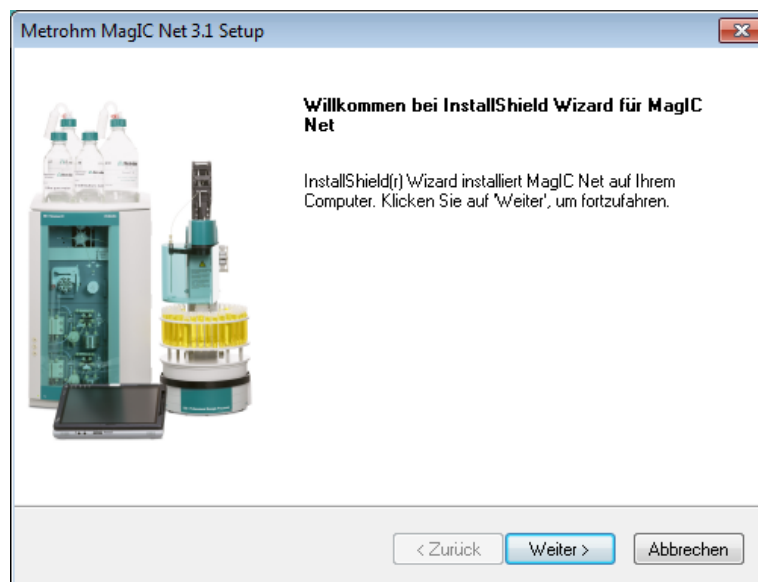 Metrohm MagIC Net 3.1 Setup
Willkommen bei InstallShield Wizard für MagIC
Net
InstallShield(r) Wizard installiert MagIC Net auf Ihrem
Computer. Klicken Sie auf 'Weiter', um fortzufahren.
< Zurück
Weiter >
Abbrechen